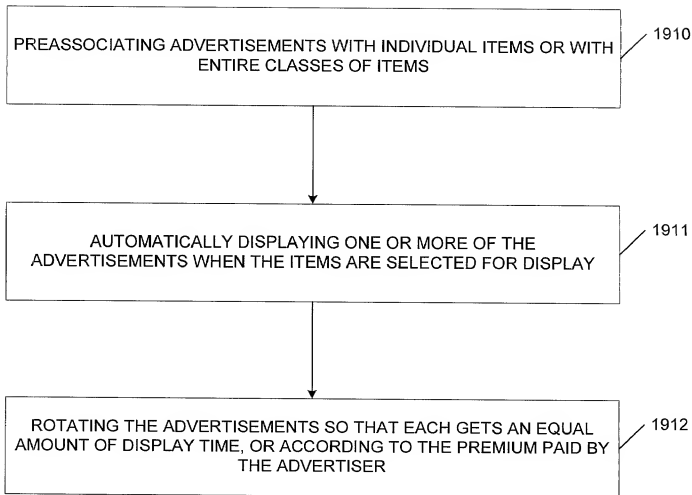 PREASSOCIATING ADVERTISEMENTS WITH INDIVIDUAL ITEMS OR WITH
ENTIRE CLASSES OF ITEMS
1910
AUTOMATICALLY DISPLAYING ONE OR MORE OF THE
ADVERTISEMENTS WHEN THE ITEMS ARE SELECTED FOR DISPLAY
1911
ROTATING THE ADVERTISEMENTS SO THAT EACH GETS AN EQUAL
AMOUNT OF DISPLAY TIME, OR ACCORDING TO THE PREMIUM PAID BY
THE ADVERTISER
1912